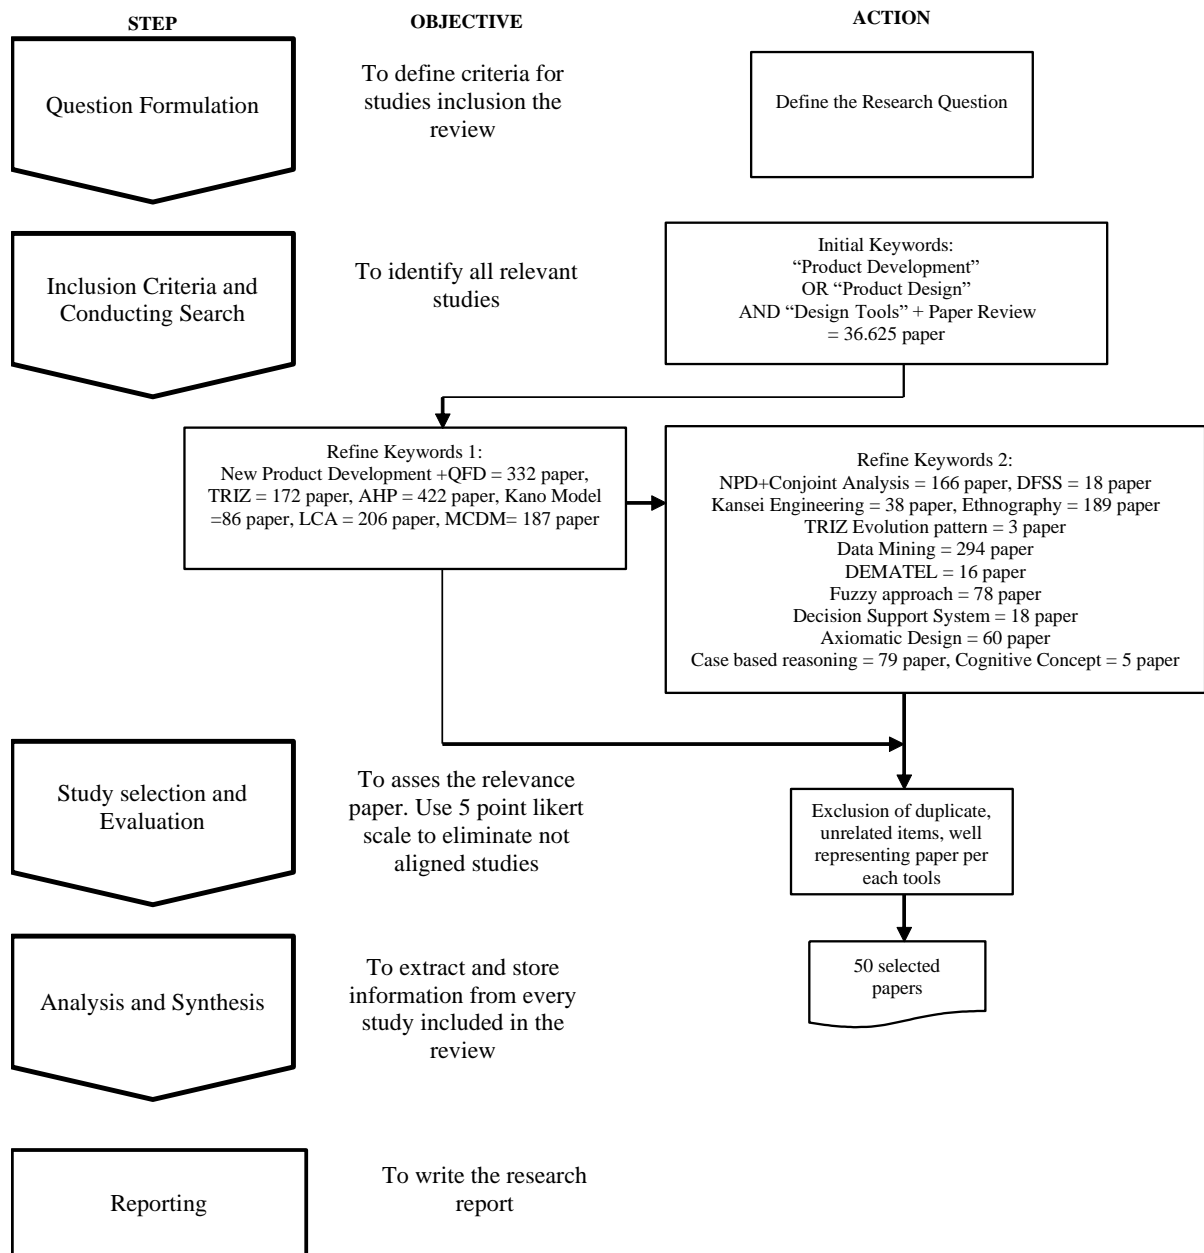 STEP
OBJECTIVE
ACTION
Question Formulation
To define criteria for
studies inclusion the
review
Define the Research Question
Inclusion Criteria and
Conducting Search
To identify all relevant
studies
Initial Keywords:
“Product Development”
OR “Product Design”
AND “Design Tools” + Paper Review
= 36.625 paper
Refine Keywords 1:
New Product Development +QFD = 332 paper,
TRIZ = 172 paper, AHP = 422 paper, Kano Model
=86 paper, LCA = 206 paper, MCDM= 187 paper
Refine Keywords 2:
NPD+Conjoint Analysis = 166 paper, DFSS = 18 paper
Kansei Engineering = 38 paper, Ethnography = 189 paper
TRIZ Evolution pattern = 3 paper
Data Mining = 294 paper
DEMATEL = 16 paper
Fuzzy approach = 78 paper
Decision Support System = 18 paper
Axiomatic Design = 60 paper
Case based reasoning = 79 paper, Cognitive Concept = 5 paper
Study selection and
Evaluation
To asses the relevance
paper. Use 5 point likert
scale to eliminate not
aligned studies
Exclusion of duplicate,
unrelated items, well
representing paper per
each tools
Analysis and Synthesis
To extract and store
information from every
study included in the
review
50 selected
papers
Reporting
To write the research
report